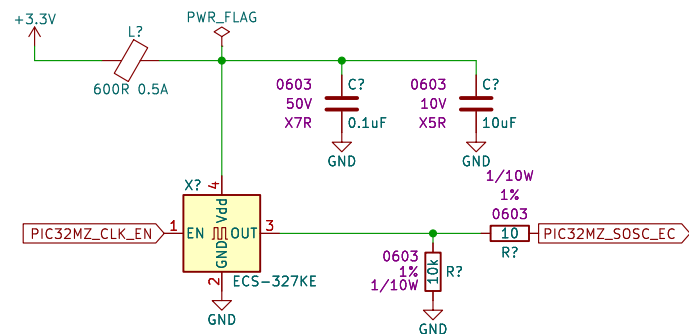 PWR_FLAG
+3.3V
L?
600R 0.5A
0603
50V
X7R
C?
0.1uF
GND
0603
10V
X5R
C?
10uF
GND
X?
4
Vdd
PIC32MZ_CLK_EN
1
EN
OUT
3
GND
2
ECS-327KE
GND
0603
1%
1/10W
10k
R?
GND
1/10W
1%
0603
10
R?
PIC32MZ_SOSC_EC